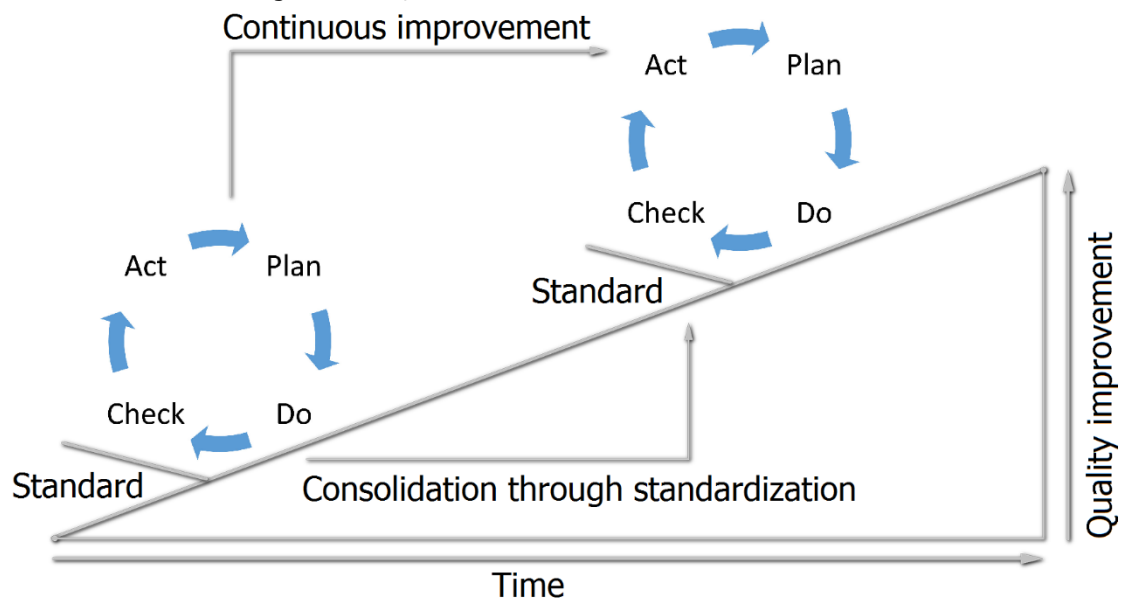 Continuous improvement
Act
Plan
Check
Do
Standard
Act
Plan
Check
Do
Standard
Consolidation through standardization
Quality improvement
Time